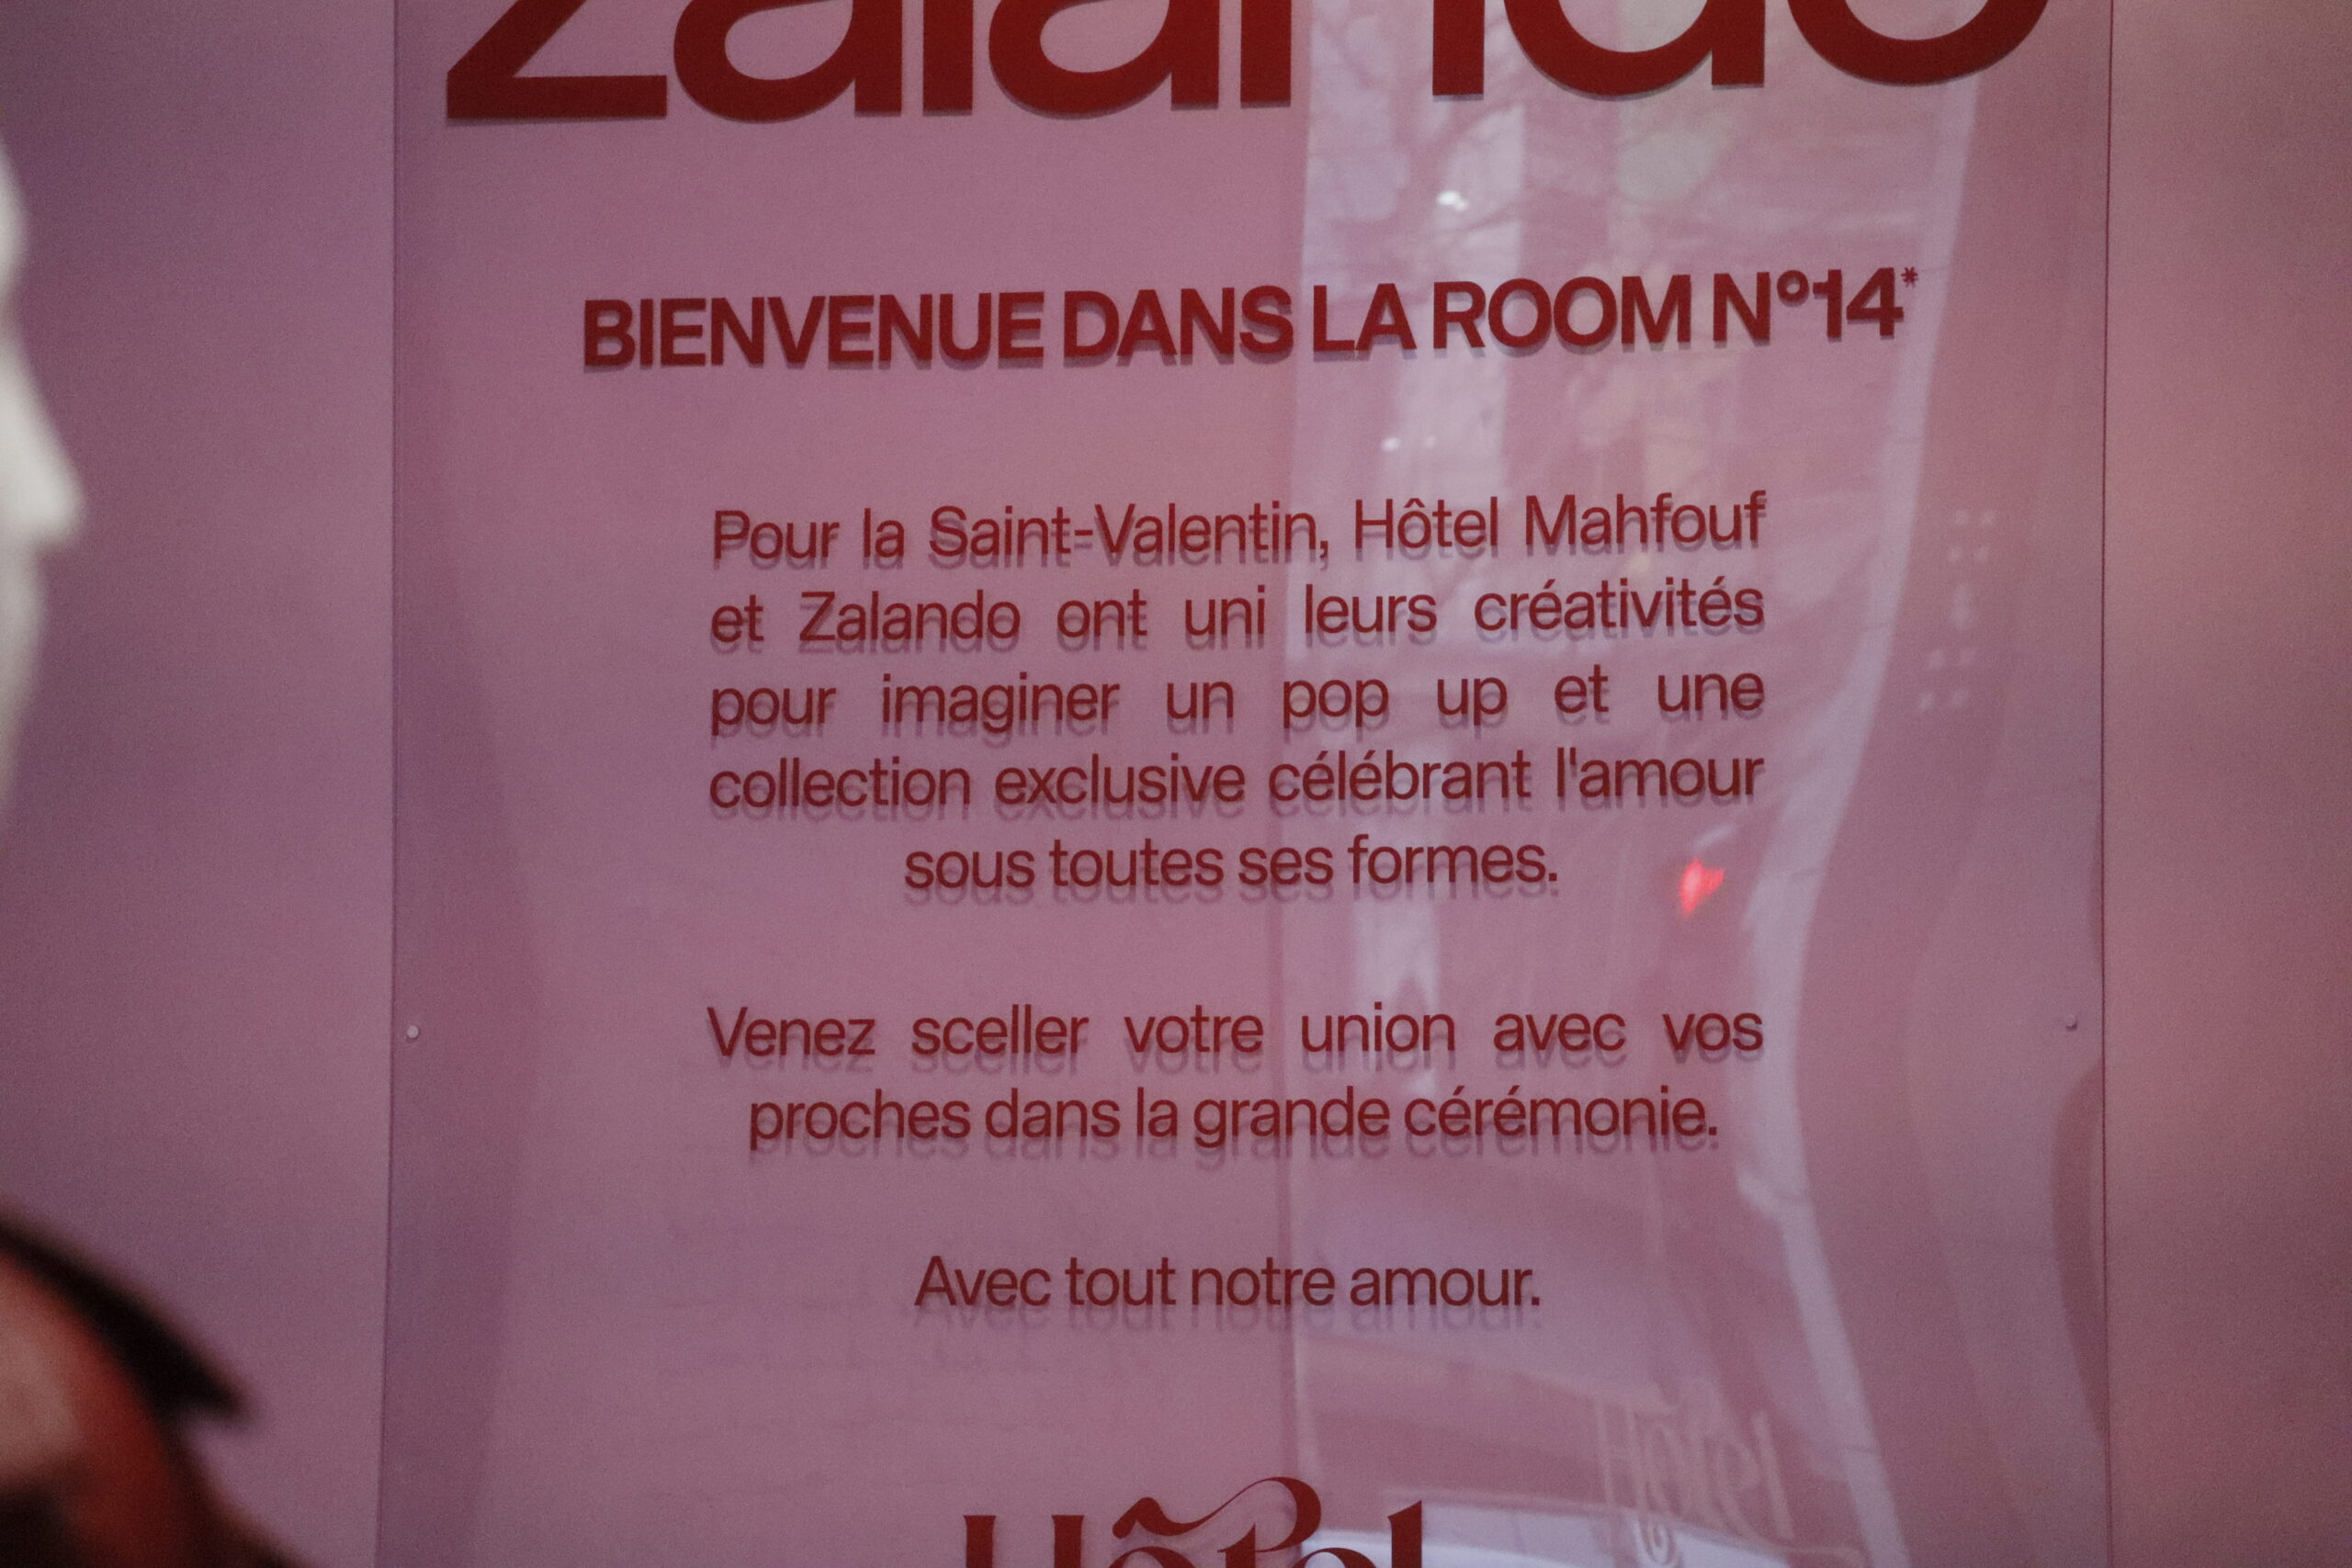 zalando
BIENVENUE DANS LA ROOM N°14*
Pour la Saint-Valentin, Hôtel Mahfouf
et Zalando ont uni leurs créativités
pour imaginer un pop up et une
collection exclusive célébrant l'amour
sous toutes ses formes.
Venez sceller votre union avec vos
proches dans la grande cérémonie.
Avec tout notre amour.
Hôtel